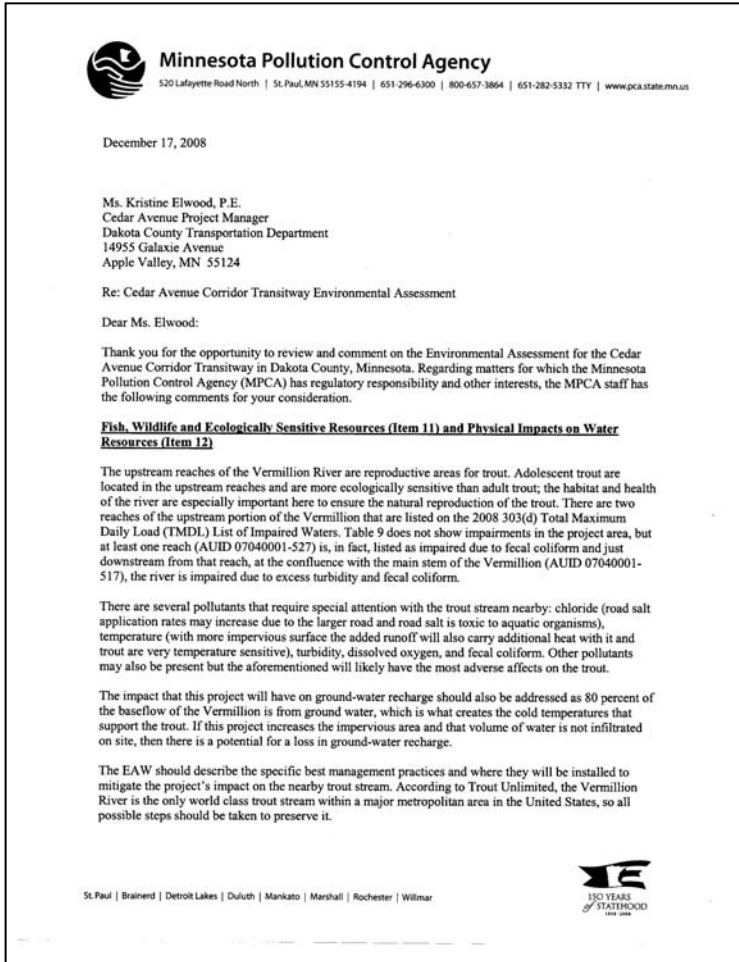 Minnesota Pollution Control Agency
520 Lafayette Road North | St. Paul, MN 55155-4194 | 651-296-6300 | 800-657-3864 | 651-282-5332 TTY | www.pca.state.mn.us
December 17, 2008
Ms. Kristine Elwood, P.E.
Cedar Avenue Project Manager
Dakota County Transportation Department
14955 Galaxie Avenue
Apple Valley, MN 55124
Re: Cedar Avenue Corridor Transitway Environmental Assessment
Dear Ms. Elwood:
Thank you for the opportunity to review and comment on the Environmental Assessment for the Cedar
Avenue Corridor Transitway in Dakota County, Minnesota. Regarding matters for which the Minnesota
Pollution Control Agency (MPCA) has regulatory responsibility and other interests, the MPCA staff has
the following comments for your consideration.
Fish, Wildlife and Ecologically Sensitive Resources (Item 11) and Physical Impacts on Water
Resources (Item 12)
The upstream reaches of the Vermillion River are reproductive areas for trout. Adolescent trout are
located in the upstream reaches and are more ecologically sensitive than adult trout; the habitat and health
of the river are especially important here to ensure the natural reproduction of the trout. There are two
reaches of the upstream portion of the Vermillion that are listed on the 2008 303(d) Total Maximum
Daily Load (TMDL) List of Impaired Waters. Table 9 does not show impairments in the project area, but
at least one reach (AUID 07040001-527) is, in fact, listed as impaired due to fecal coliform and just
downstream from that reach, at the confluence with the main stem of the Vermillion (AUID 07040001-
517), the river is impaired due to excess turbidity and fecal coliform.
There are several pollutants that require special attention with the trout stream nearby: chloride (road salt
application rates may increase due to the larger road and road salt is toxic to aquatic organisms),
temperature (with more impervious surface the added runoff will also carry additional heat with it and
trout are very temperature sensitive), turbidity, dissolved oxygen, and fecal coliform. Other pollutants
may also be present but the aforementioned will likely have the most adverse affects on the trout.
The impact that this project will have on ground-water recharge should also be addressed as 80 percent of
the baseflow of the Vermillion is from ground water, which is what creates the cold temperatures that
support the trout. If this project increases the impervious area and that volume of water is not infiltrated
on site, then there is a potential for a loss in ground-water recharge.
The EAW should describe the specific best management practices and where they will be installed to
mitigate the project's impact on the nearby trout stream. According to Trout Unlimited, the Vermillion
River is the only world class trout stream within a major metropolitan area in the United States, so all
possible steps should be taken to preserve it.
St. Paul | Brainerd | Detroit Lakes | Duluth | Mankato | Marshall | Rochester | Willmar
150 YEARS
of STATEHOOD
1858-2008